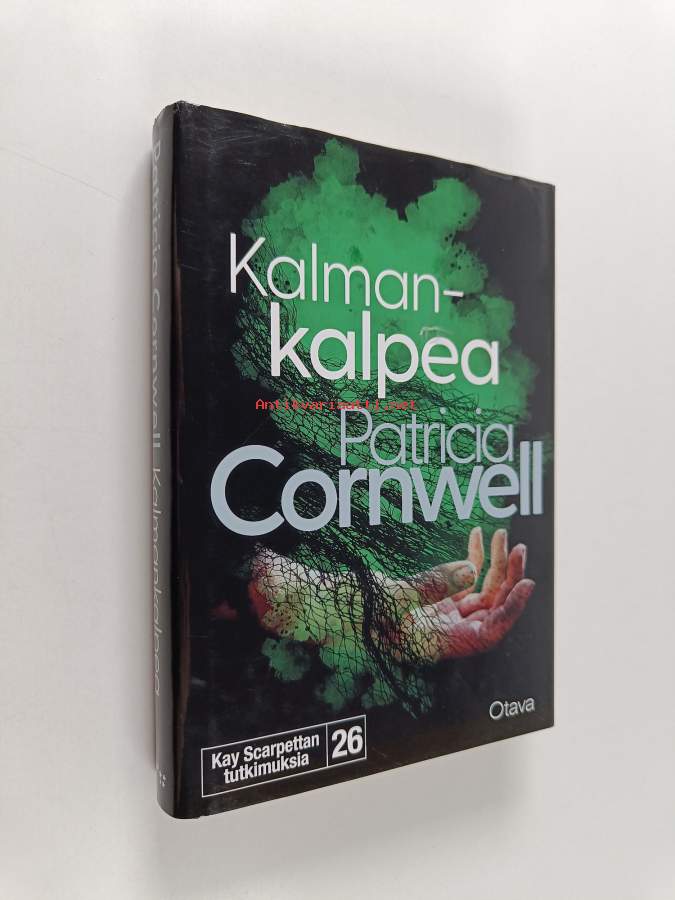 Kalman-
kalpea
Antikvariaatti.net
Patricia
Cornwell
Otava
Kay Scarpettan
tutkimuksia
26
Patricia Cornwell Kalmankalpea